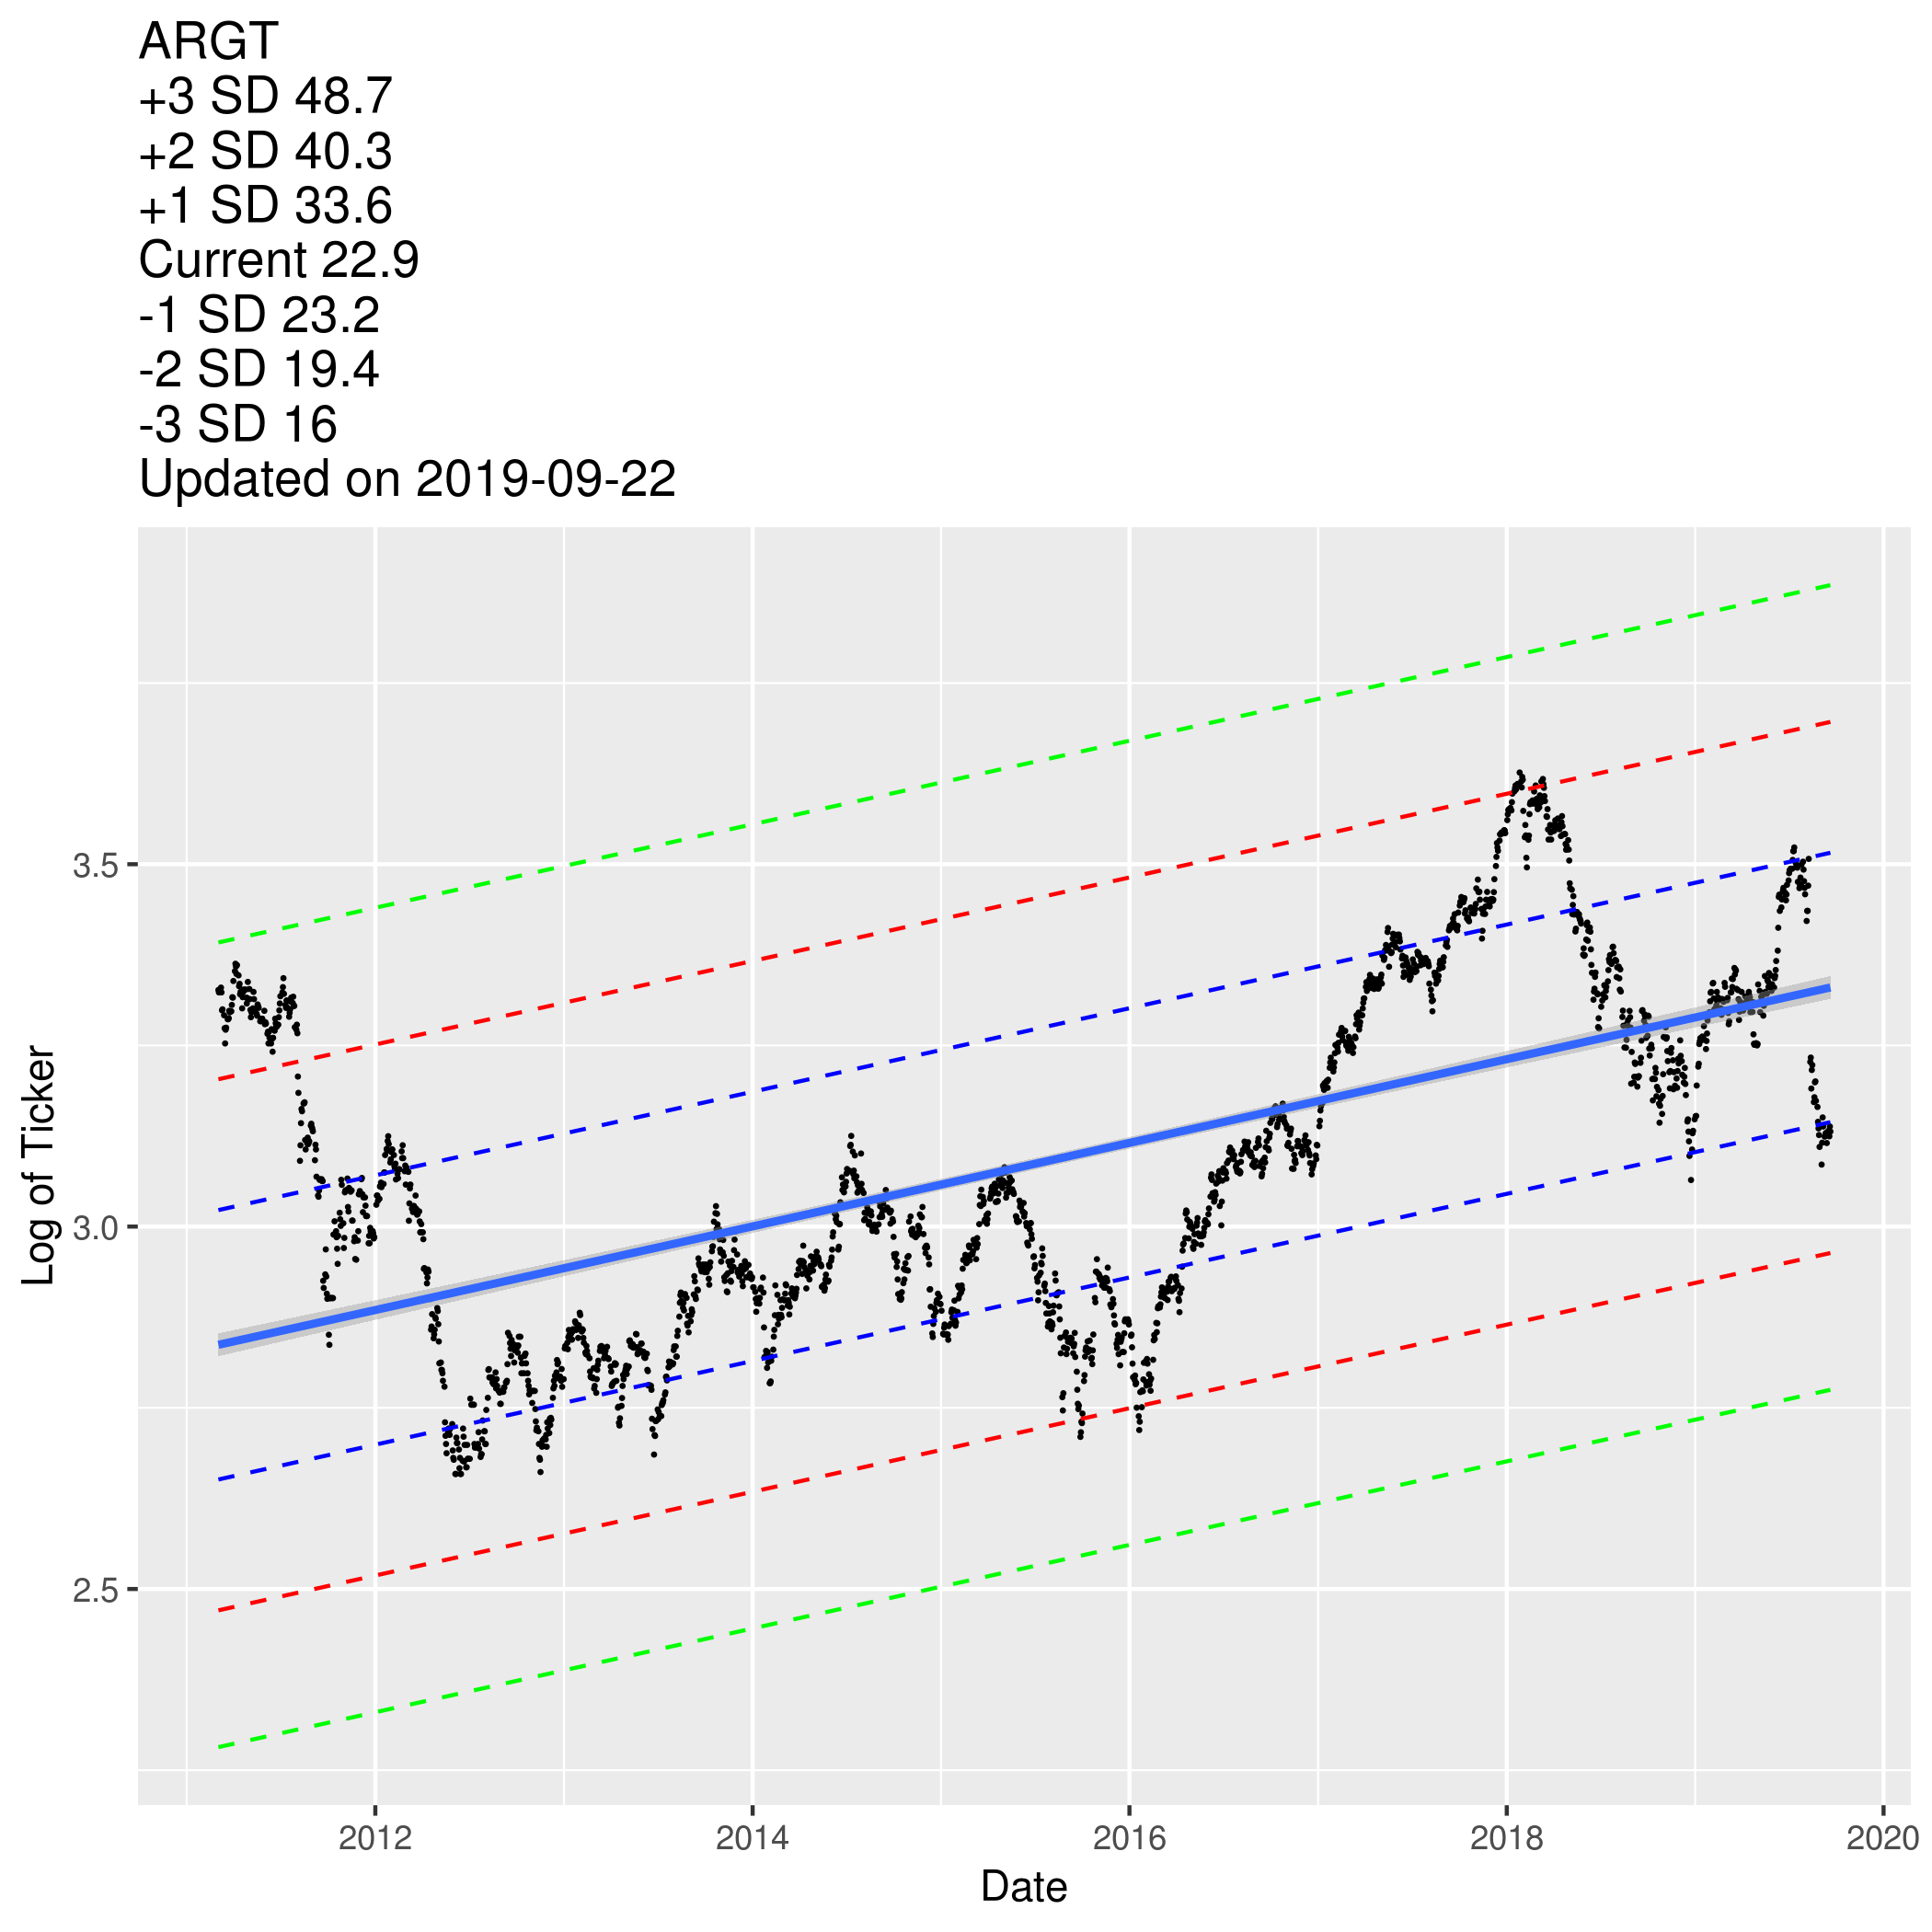 ARGT
+3 SD 48.7
+2 SD 40.3
+1 SD 33.6
Current 22.9
-1 SD 23.2
-2 SD 19.4
-3 SD 16
Updated on 2019-09-22
3.5
3.0
2.5
Log of Ticker
2012 2014 2016 2018 2020
Date